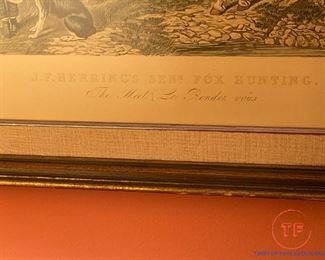 J.F. HERRING'S SENR. FOX HUNTING.
The Meet / Le Rendez vous
TF